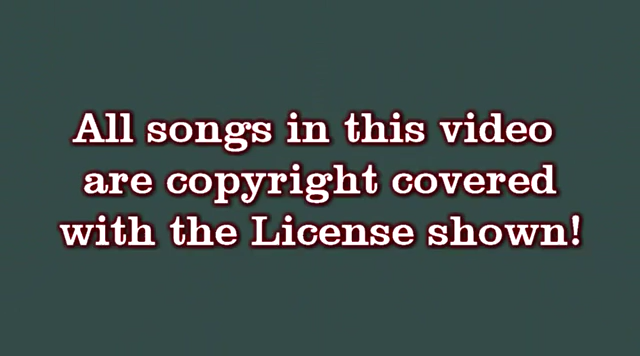 All songs in this video
are copyright covered
with the License shown!